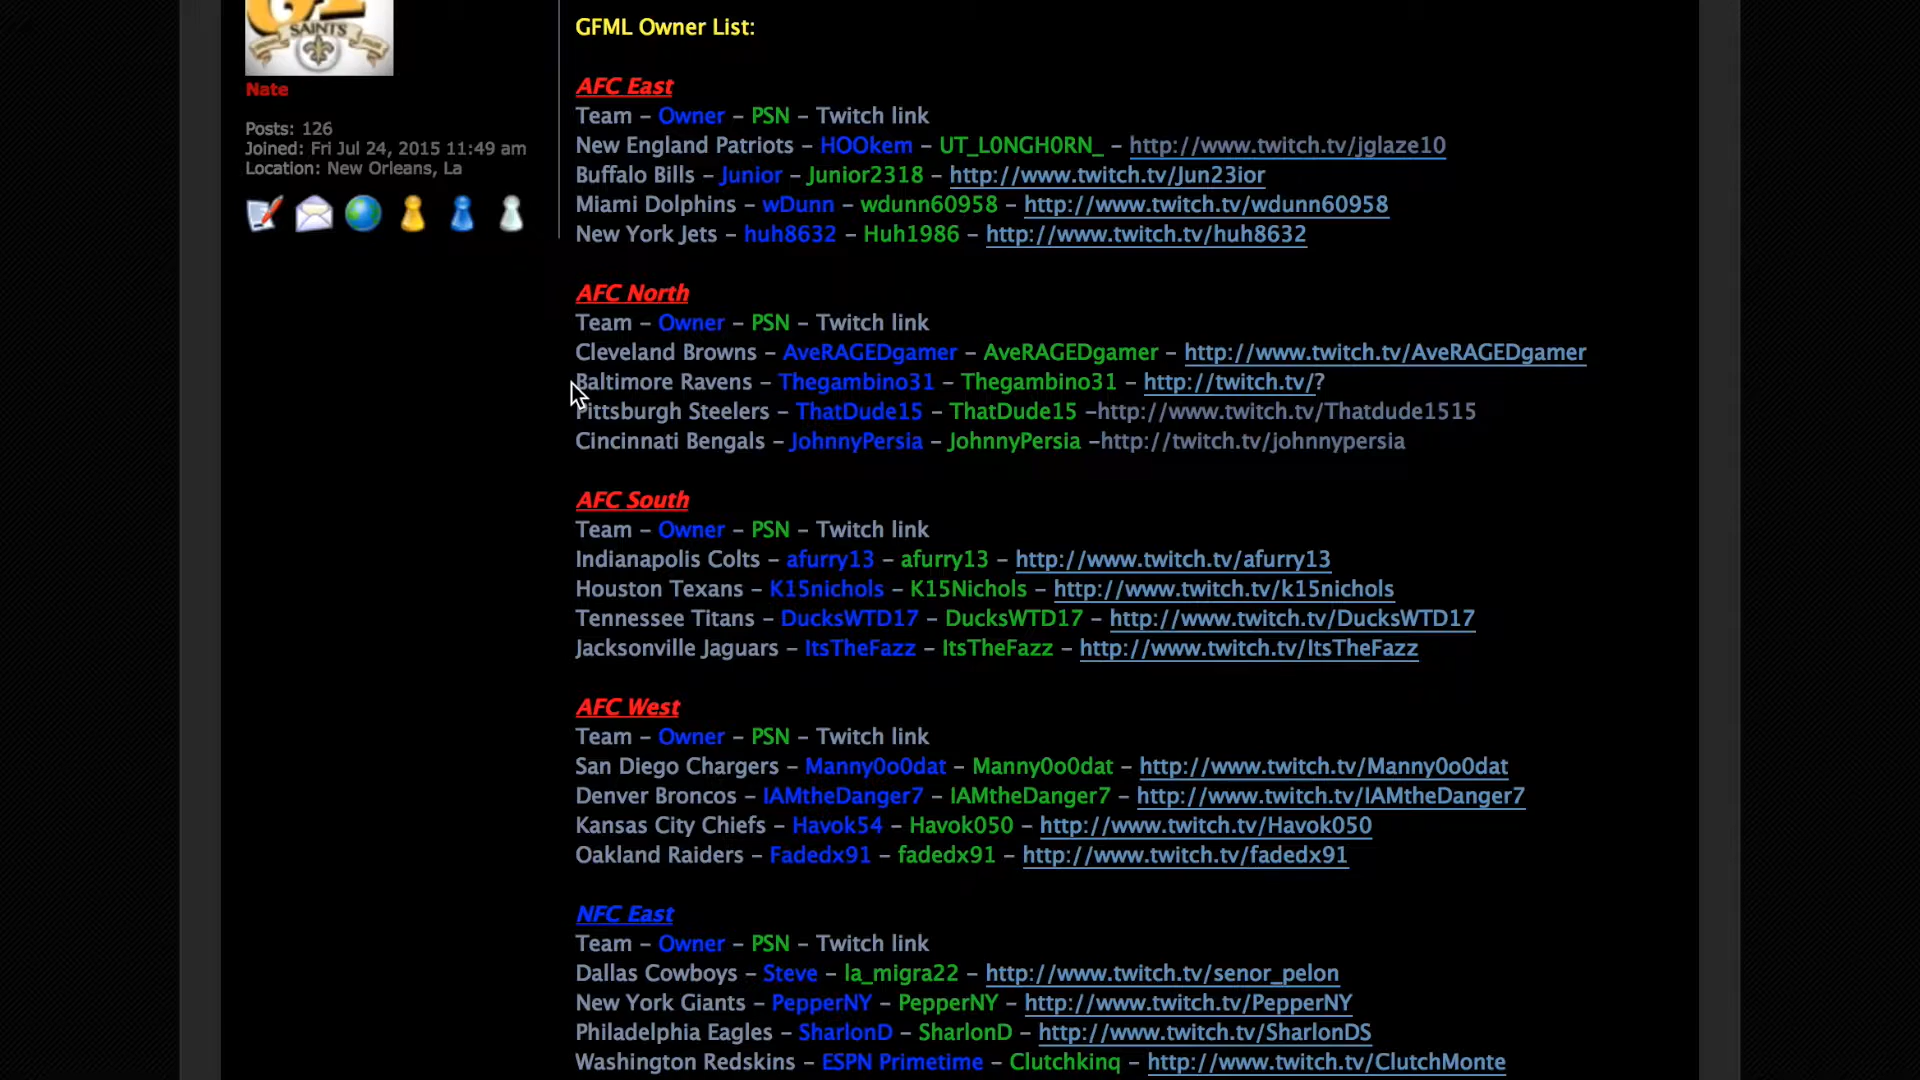 SAINTS
Nate
Posts: 126
Joined: Fri Jul 24, 2015 11:49 am
Location: New Orleans, La
GFML Owner List:
AFC East
Team – Owner – PSN – Twitch link
New England Patriots – HOOkem – UT_L0NGH0RN_ – http://www.twitch.tv/jglaze10
Buffalo Bills – Junior – Junior2318 – http://www.twitch.tv/Jun23ior
Miami Dolphins – wDunn – wdunn60958 – http://www.twitch.tv/wdunn60958
New York Jets – huh8632 – Huh1986 – http://www.twitch.tv/huh8632
AFC North
Team – Owner – PSN – Twitch link
Cleveland Browns – AveRAGEDgamer – AveRAGEDgamer – http://www.twitch.tv/AveRAGEDgamer
Baltimore Ravens – Thegambino31 – Thegambino31 – http://twitch.tv/?
Pittsburgh Steelers – ThatDude15 – ThatDude15 –http://www.twitch.tv/Thatdude1515
Cincinnati Bengals – JohnnyPersia – JohnnyPersia –http://twitch.tv/johnnypersia
AFC South
Team – Owner – PSN – Twitch link
Indianapolis Colts – afurry13 – afurry13 – http://www.twitch.tv/afurry13
Houston Texans – K15nichols – K15Nichols – http://www.twitch.tv/k15nichols
Tennessee Titans – DucksWTD17 – DucksWTD17 – http://www.twitch.tv/DucksWTD17
Jacksonville Jaguars – ItsTheFazz – ItsTheFazz – http://www.twitch.tv/ItsTheFazz
AFC West
Team – Owner – PSN – Twitch link
San Diego Chargers – Manny0o0dat – Manny0o0dat – http://www.twitch.tv/Manny0o0dat
Denver Broncos – IAMtheDanger7 – IAMtheDanger7 – http://www.twitch.tv/IAMtheDanger7
Kansas City Chiefs – Havok54 – Havok050 – http://www.twitch.tv/Havok050
Oakland Raiders – Fadedx91 – fadedx91 – http://www.twitch.tv/fadedx91
NFC East
Team – Owner – PSN – Twitch link
Dallas Cowboys – Steve – la_migra22 – http://www.twitch.tv/senor_pelon
New York Giants – PepperNY – PepperNY – http://www.twitch.tv/PepperNY
Philadelphia Eagles – SharlonD – SharlonD – http://www.twitch.tv/SharlonDS
Washington Redskins – ESPN Primetime – Clutchkinq – http://www.twitch.tv/ClutchMonte